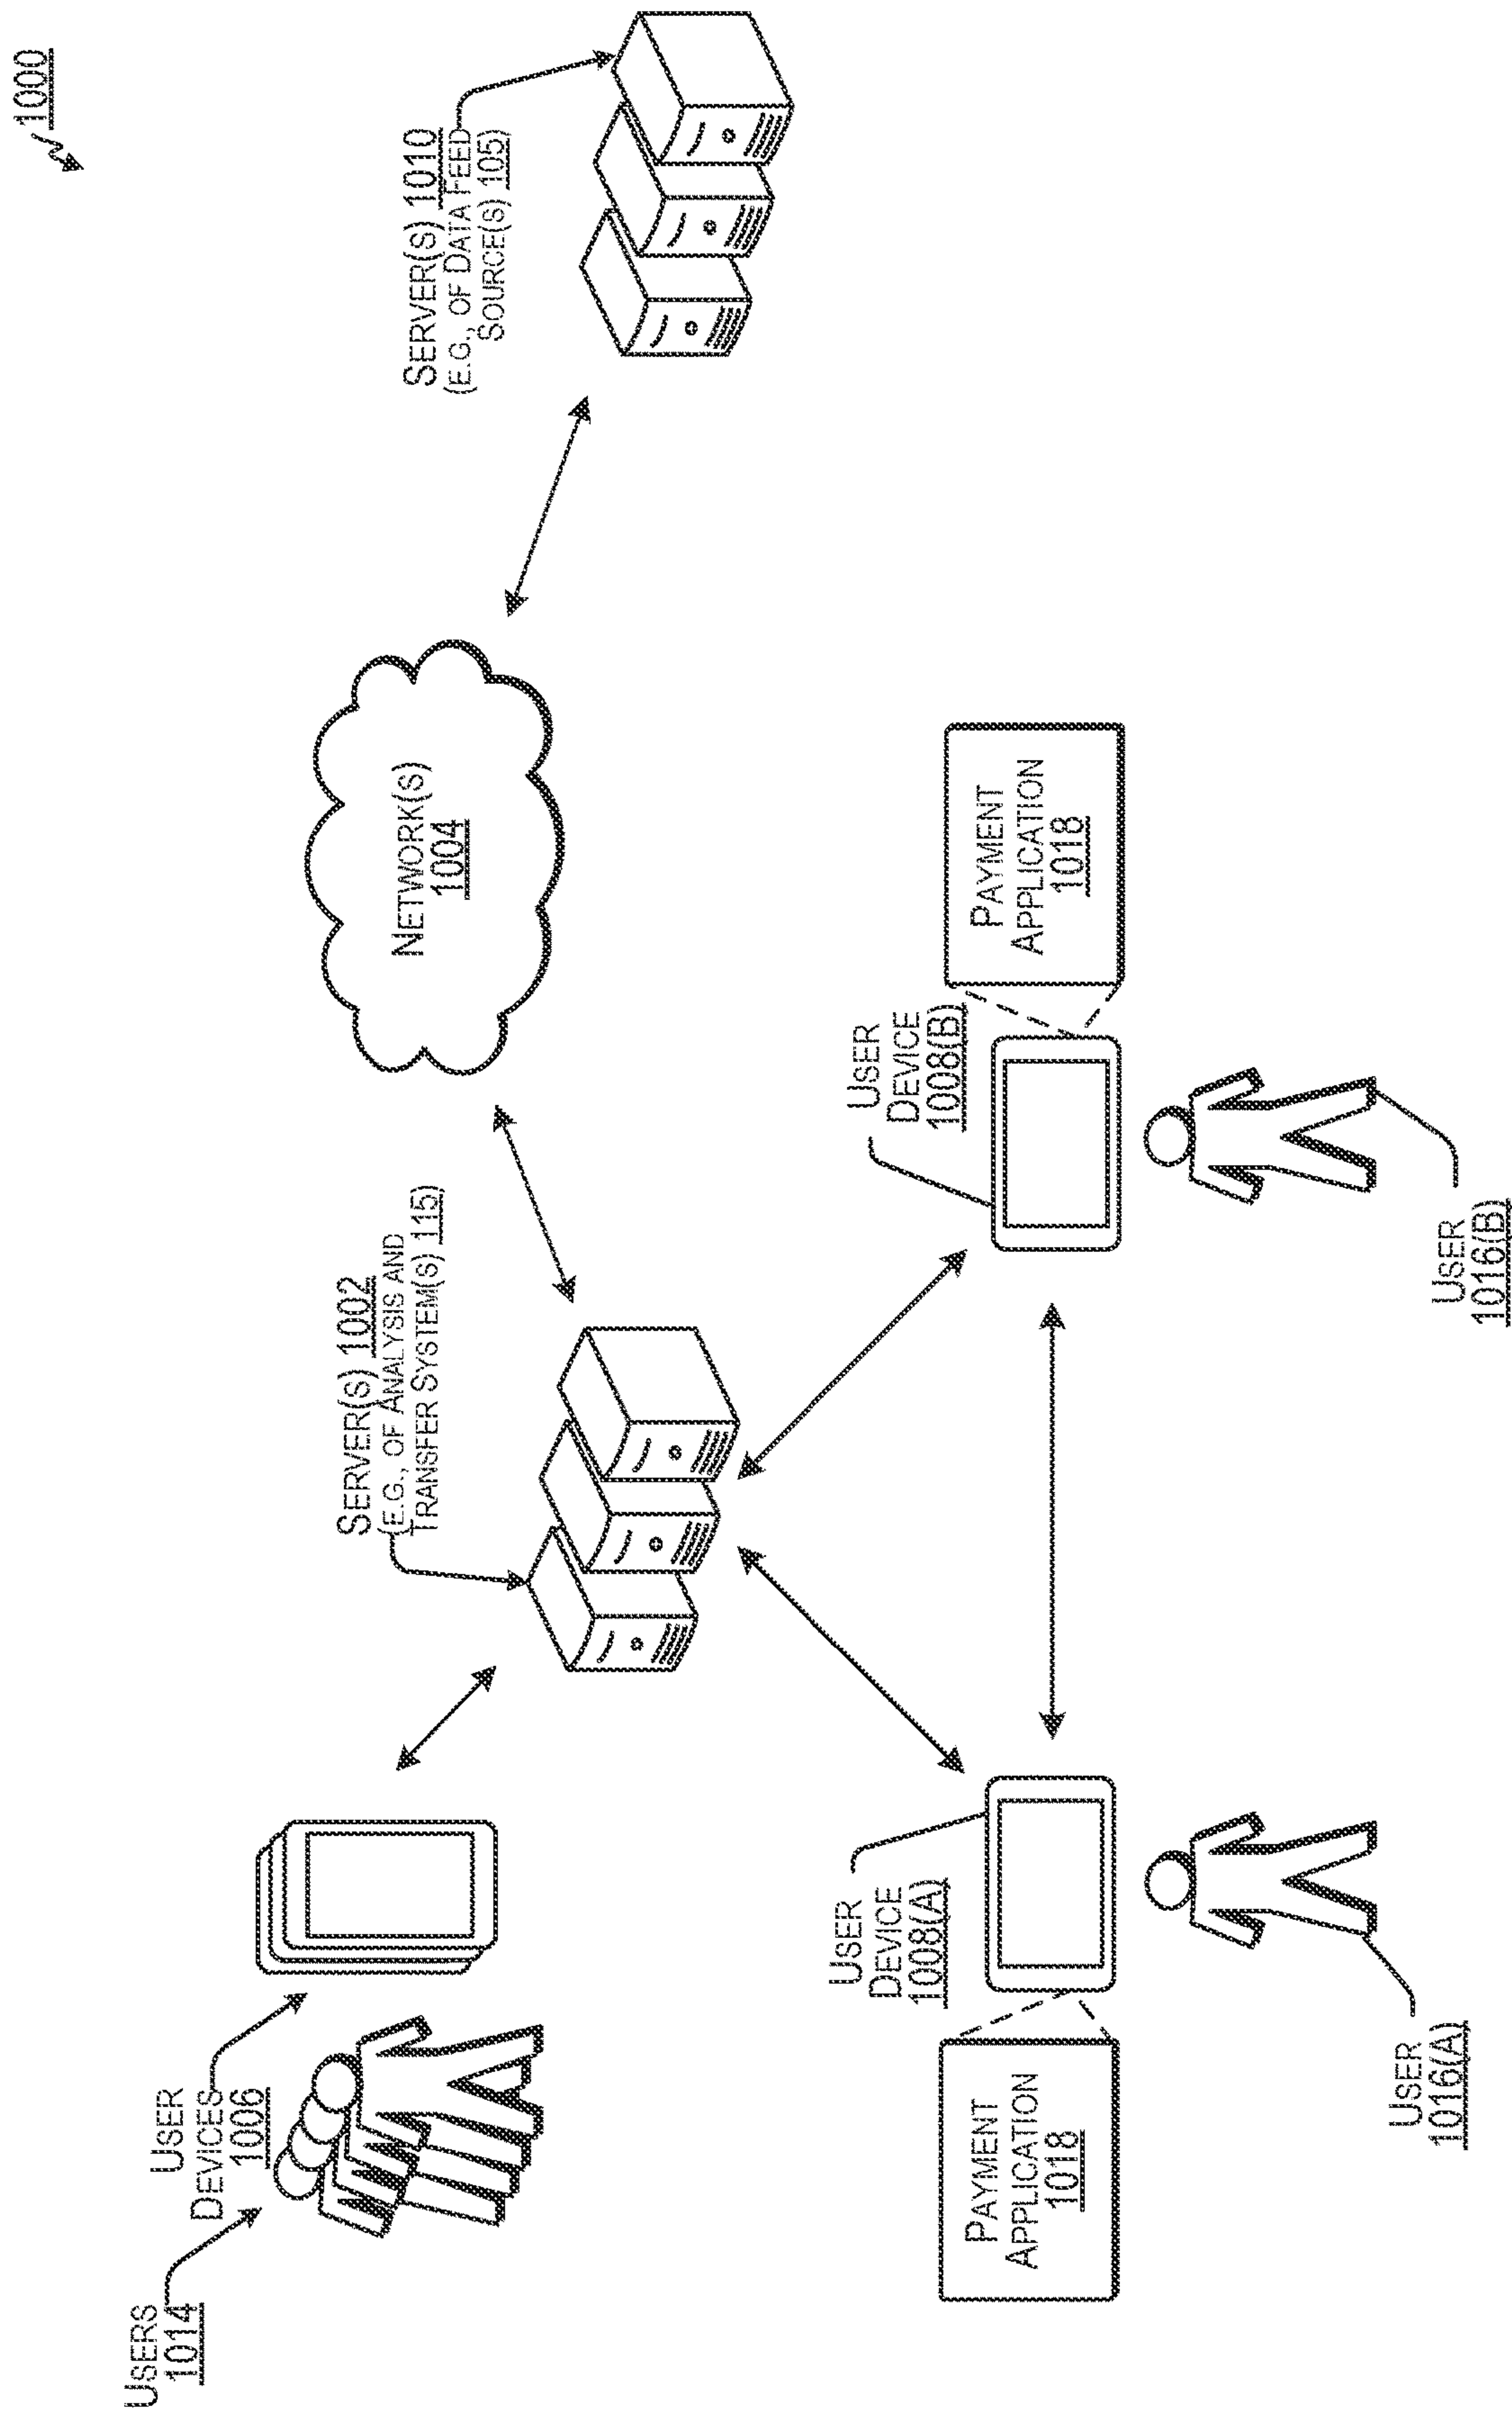 1000
USERS
1014
USER
DEVICES
1006
SERVER(S) 1002
(E.G., OF ANALYSIS AND
TRANSFER SYSTEM(S) 115)
NETWORK(S)
1004
SERVER(S) 1010
(E.G., OF DATA FEED
SOURCE(S) 105)
PAYMENT
APPLICATION
1018
USER
DEVICE
1008(A)
USER
1016(A)
USER
DEVICE
1008(B)
PAYMENT
APPLICATION
1018
USER
1016(B)